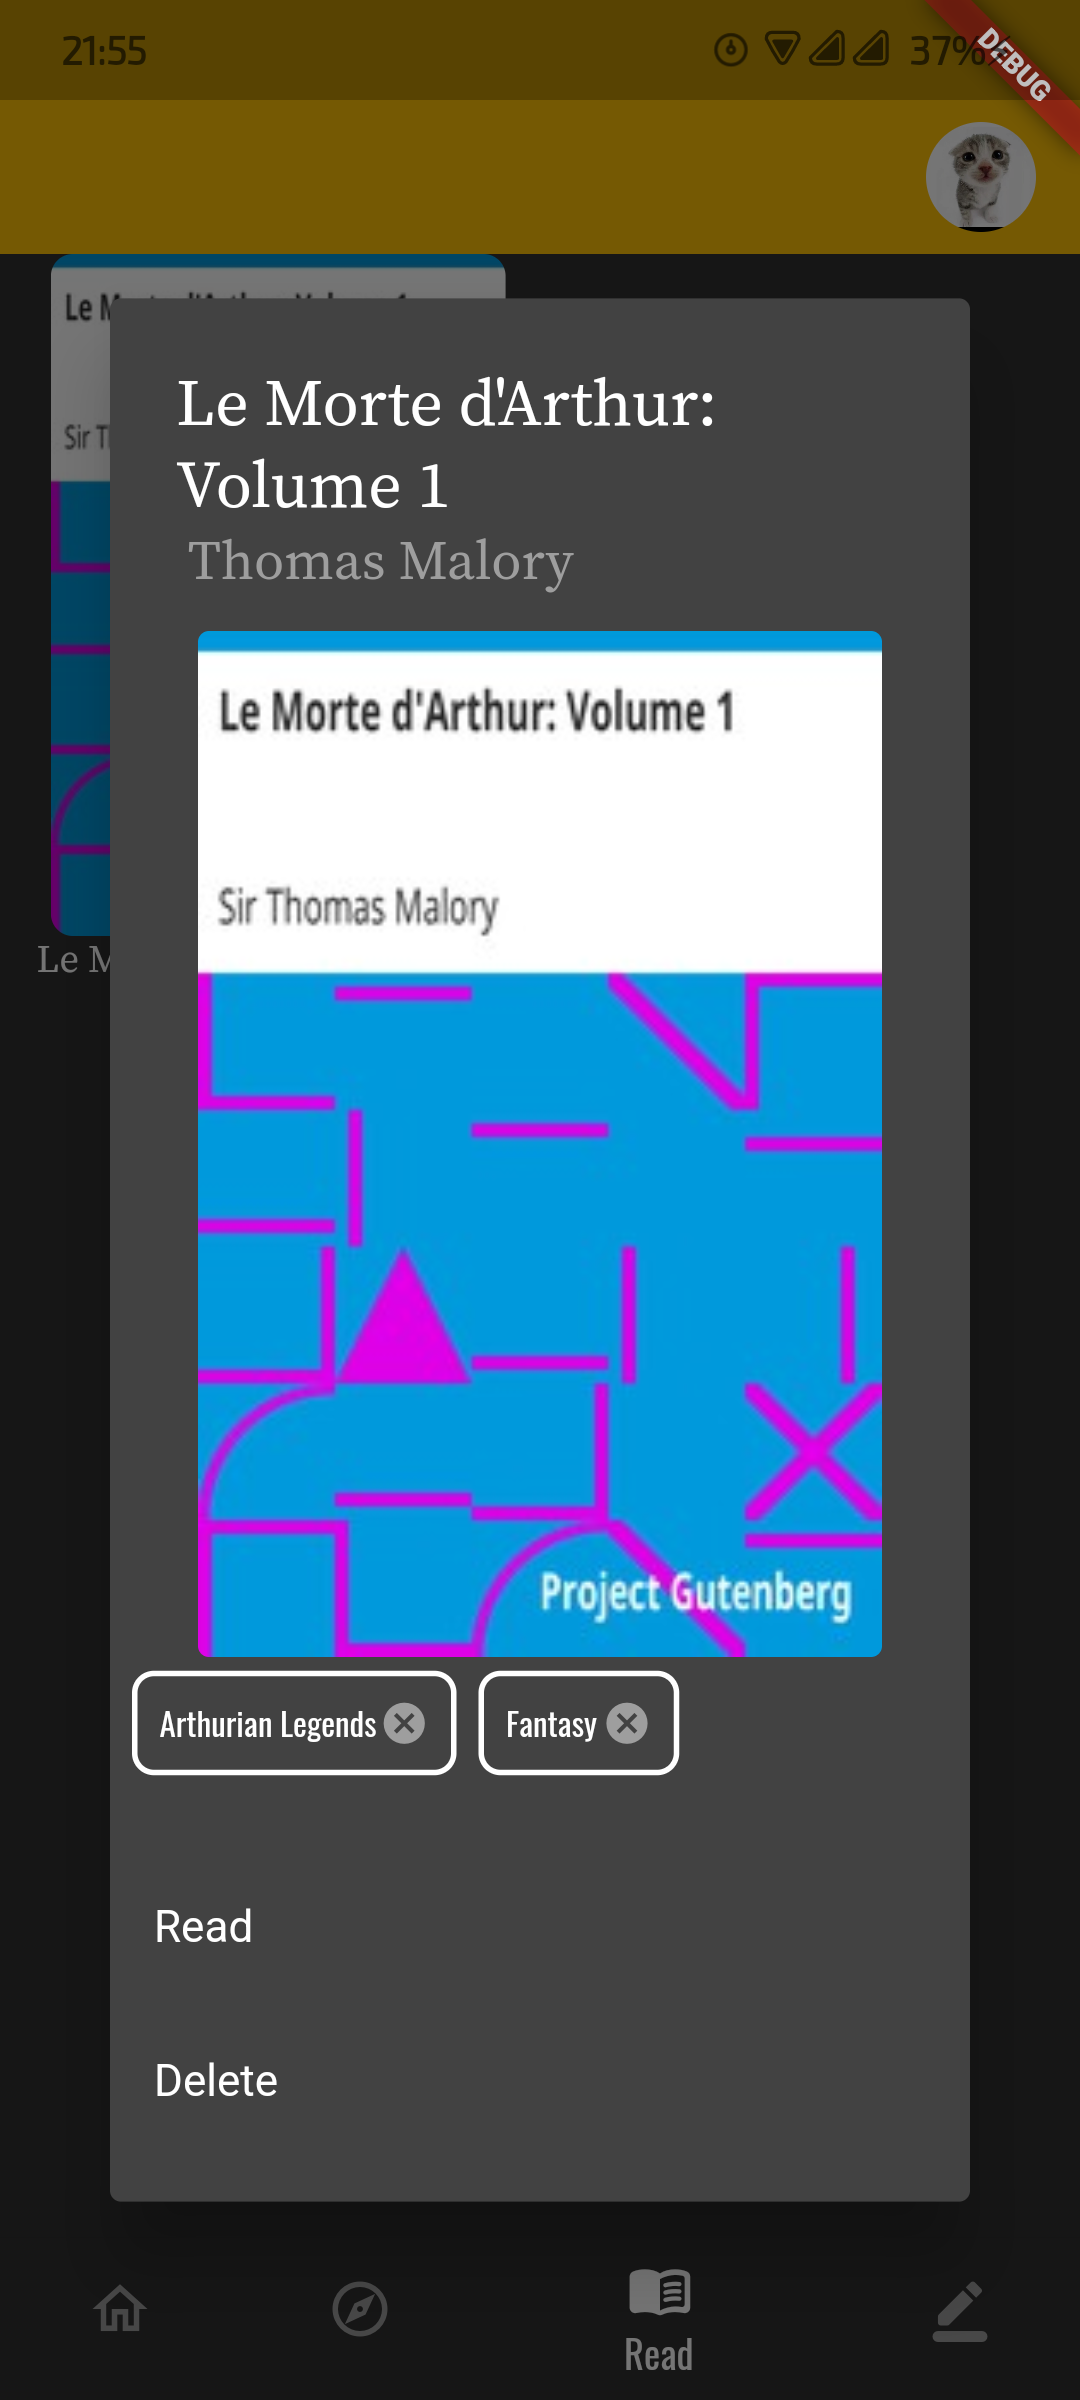 21:55
37%
DEBUG
Le M
Sir Th
Le M
Le Morte d'Arthur:
Volume 1
Thomas Malory
Le Morte d'Arthur: Volume 1
Sir Thomas Malory
Project Gutenberg
Arthurian Legends
Fantasy
Read
Delete
Read